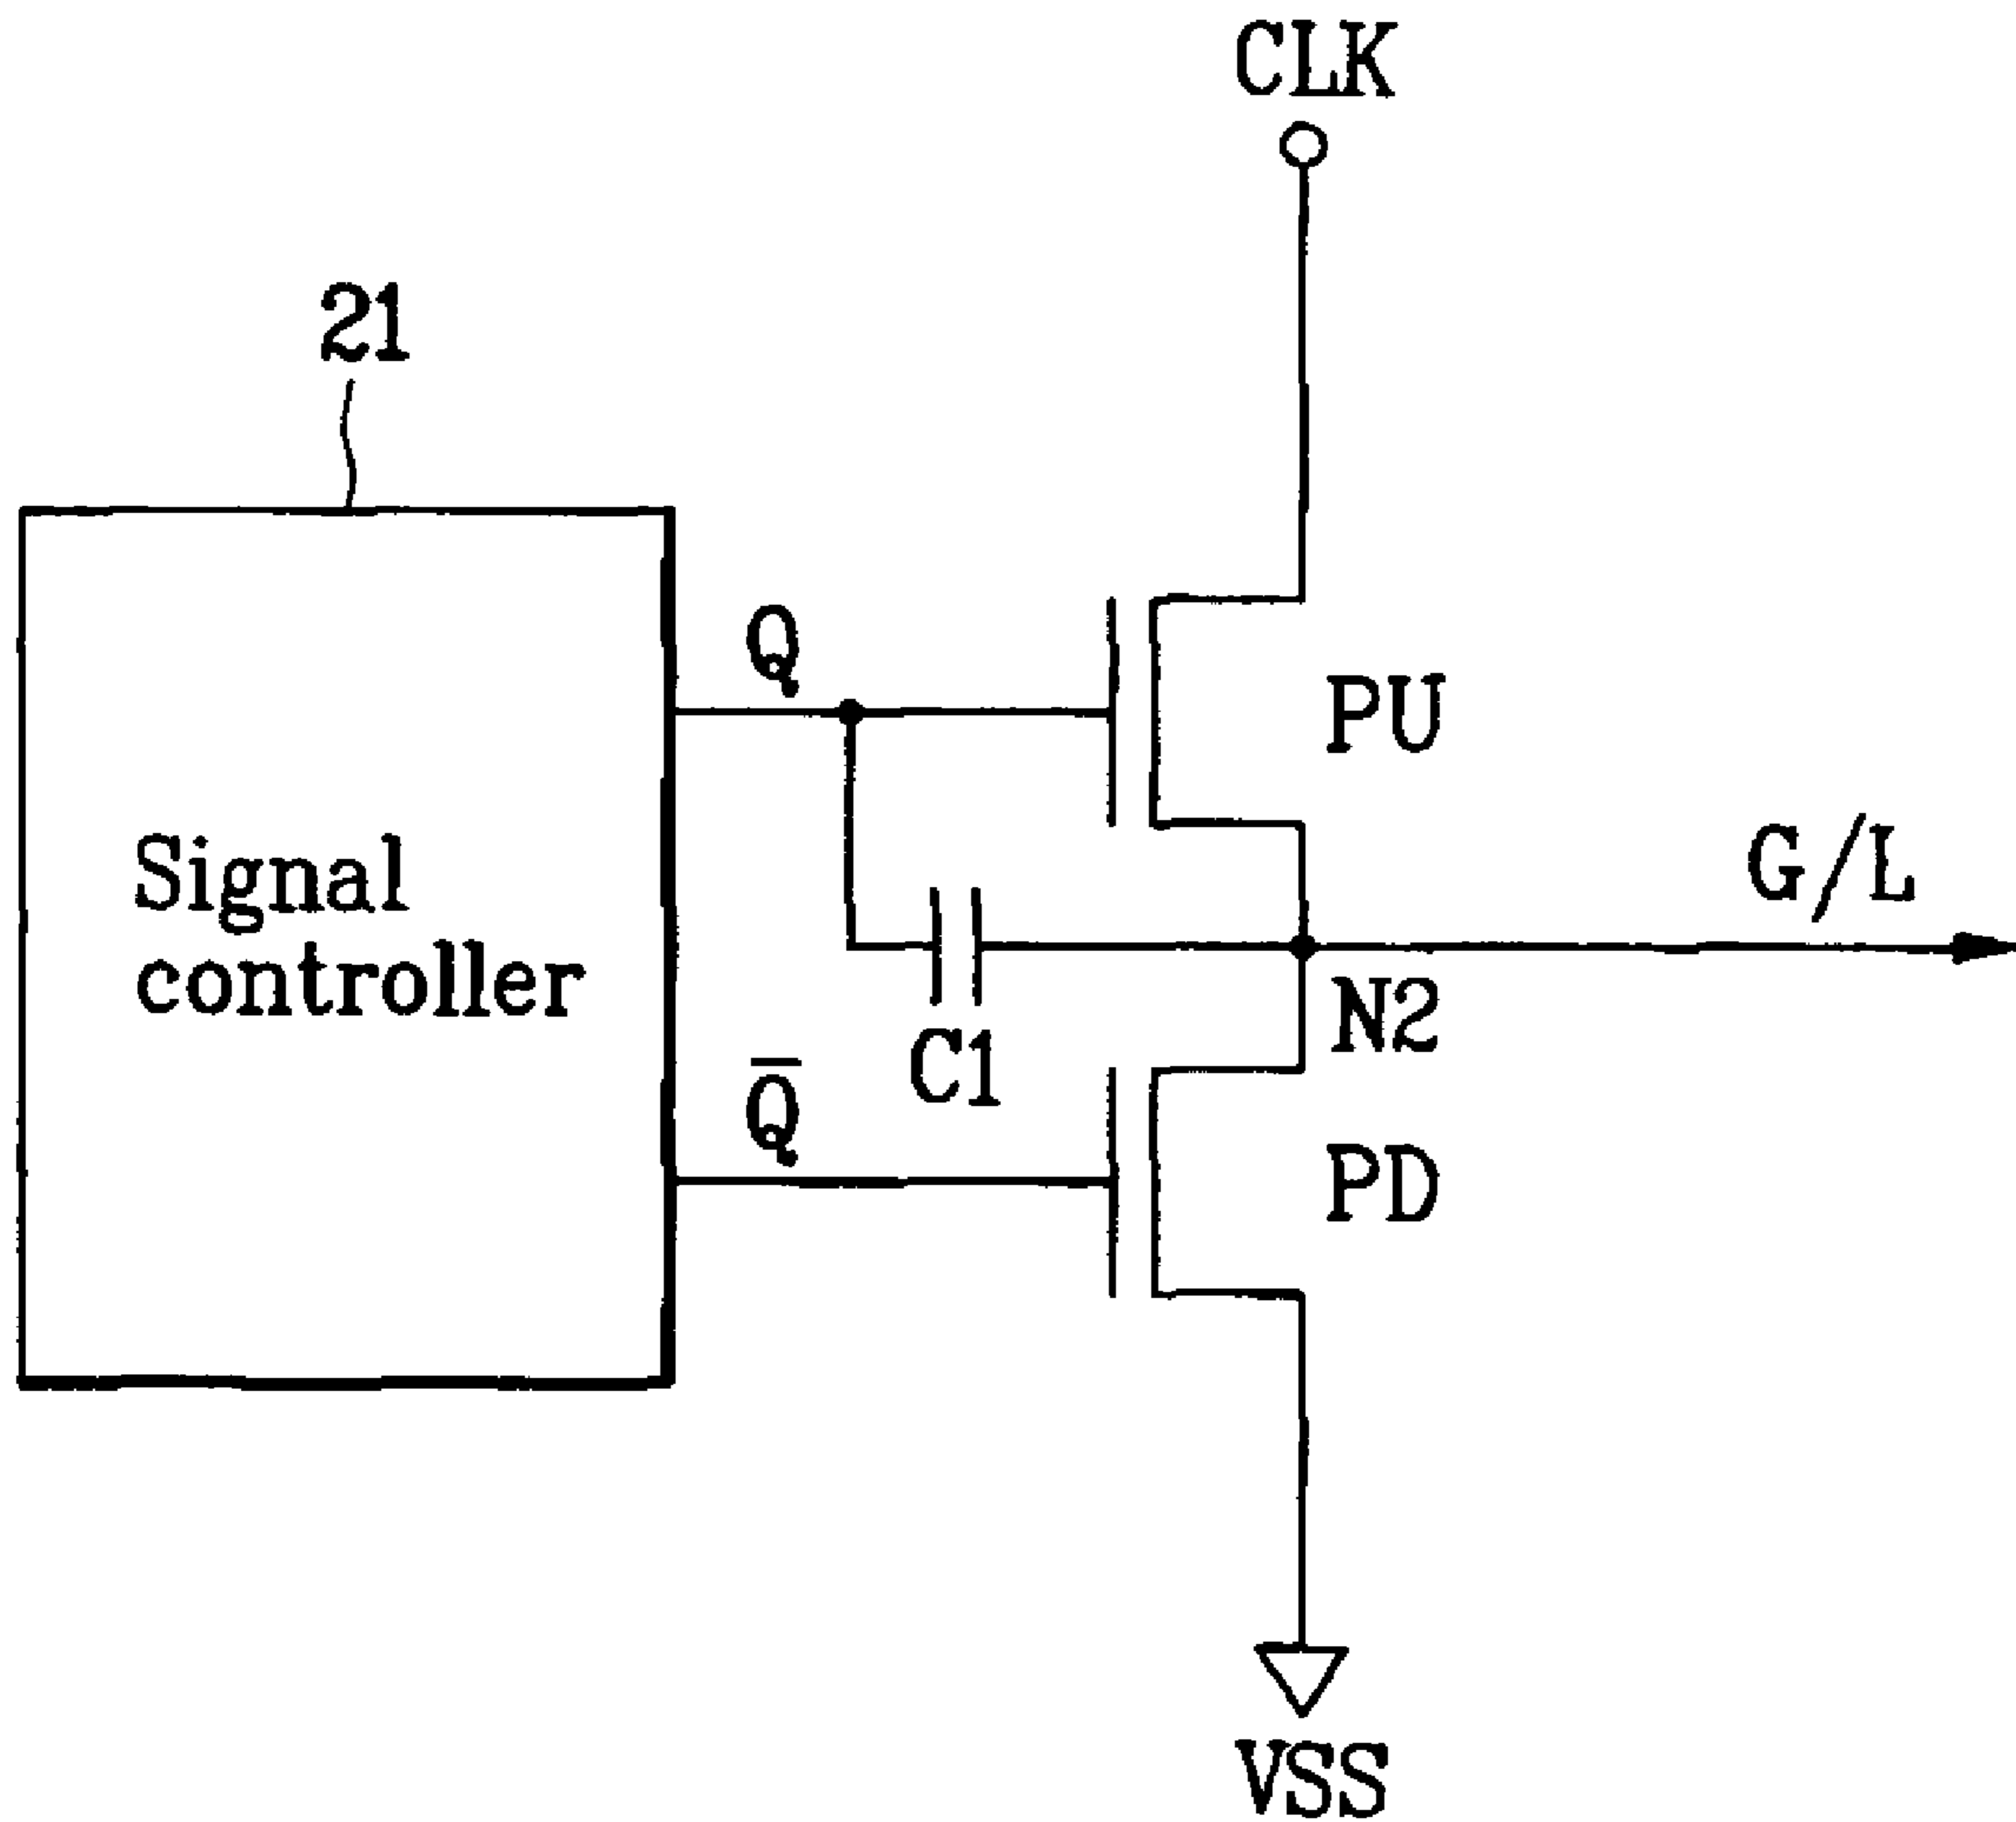 CLK
21
Q
PU
Signal
controller
G/L
N2
C1
Q̅
PD
VSS